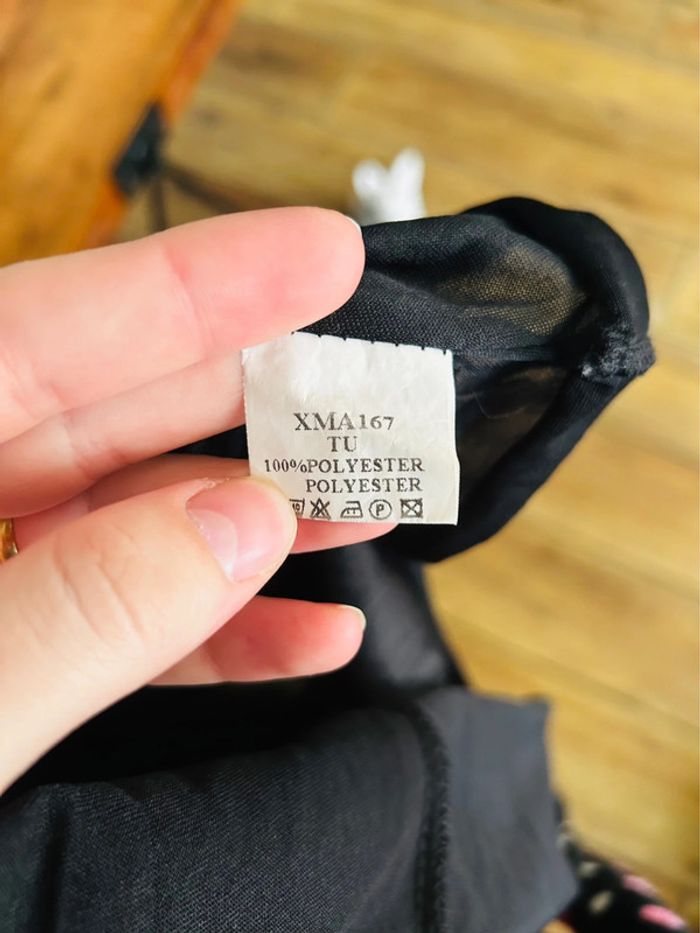 XMA167
TU
100%POLYESTER
POLYESTER
P